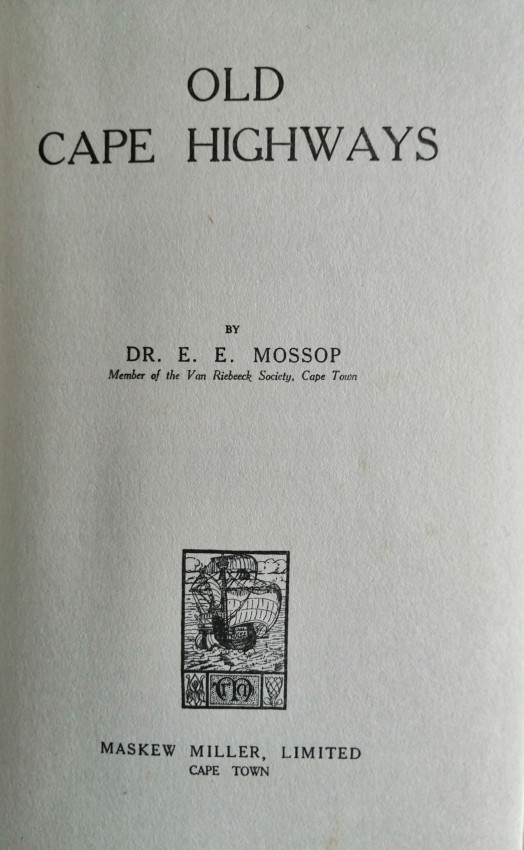 OLD
CAPE HIGHWAYS
BY
DR. E. E. MOSSOP
Member of the Van Riebeeck Society, Cape Town
MASKEW MILLER, LIMITED
CAPE TOWN